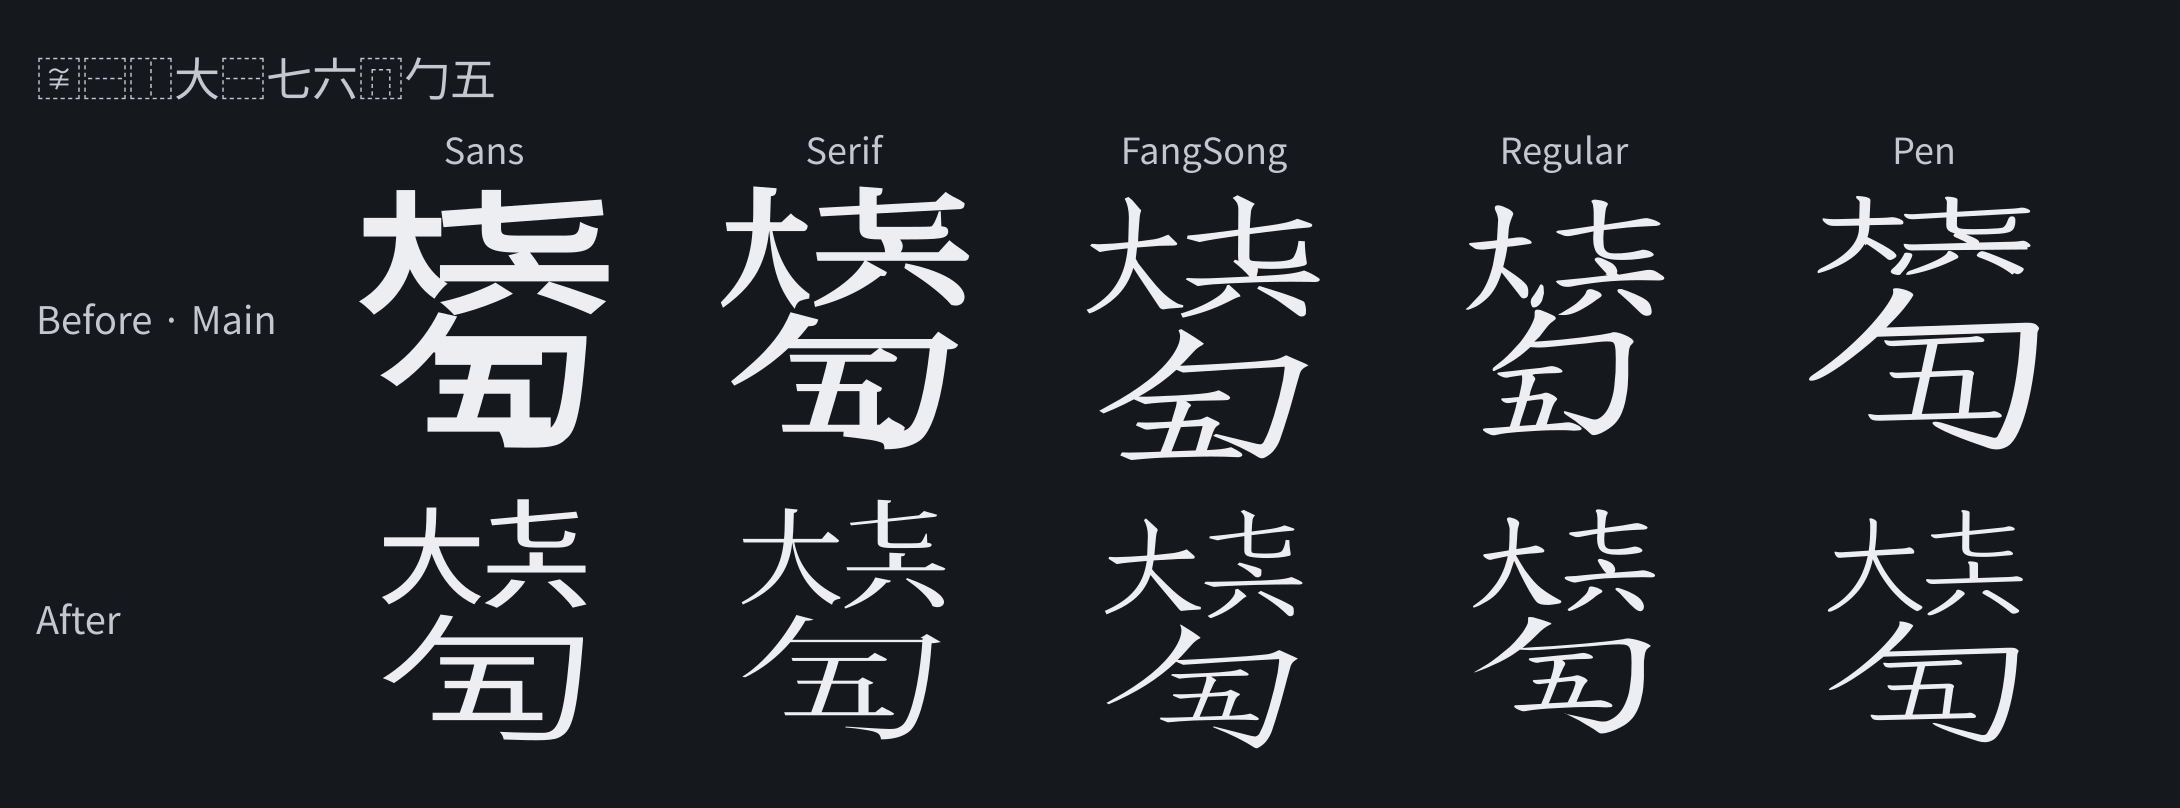 ⿰⿱⿰大⿱七六⿵勹五
Sans Serif FangSong Regular Pen
Before · Main
After